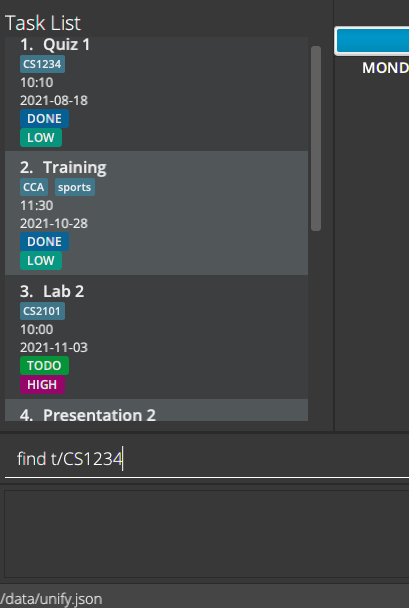 Task List
1. Quiz 1
CS1234
10:10
2021-08-18
DONE
LOW
2. Training
CCA sports
11:30
2021-10-28
DONE
LOW
3. Lab 2
CS2101
10:00
2021-11-03
TODO
HIGH
4. Presentation 2
MOND
find t/CS1234
/data/unify.json